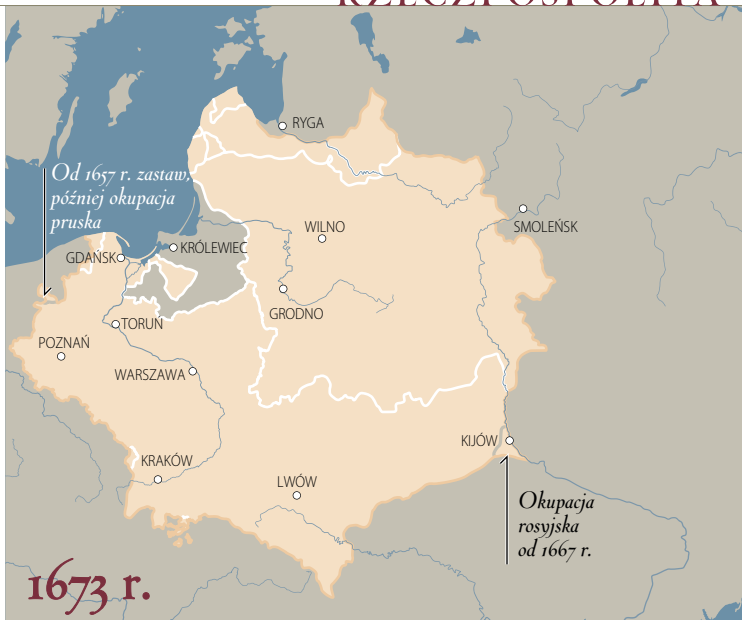 RZECZPOSPOLITA
RYGA
Od 1657 r. zastaw,
później okupacja
pruska
WILNO
SMOLEŃSK
KRÓLEWIEC
GDAŃSK
GRODNO
TORUŃ
POZNAŃ
WARSZAWA
KIJÓW
KRAKÓW
LWÓW
Okupacja
rosyjska
od 1667 r.
1673 r.